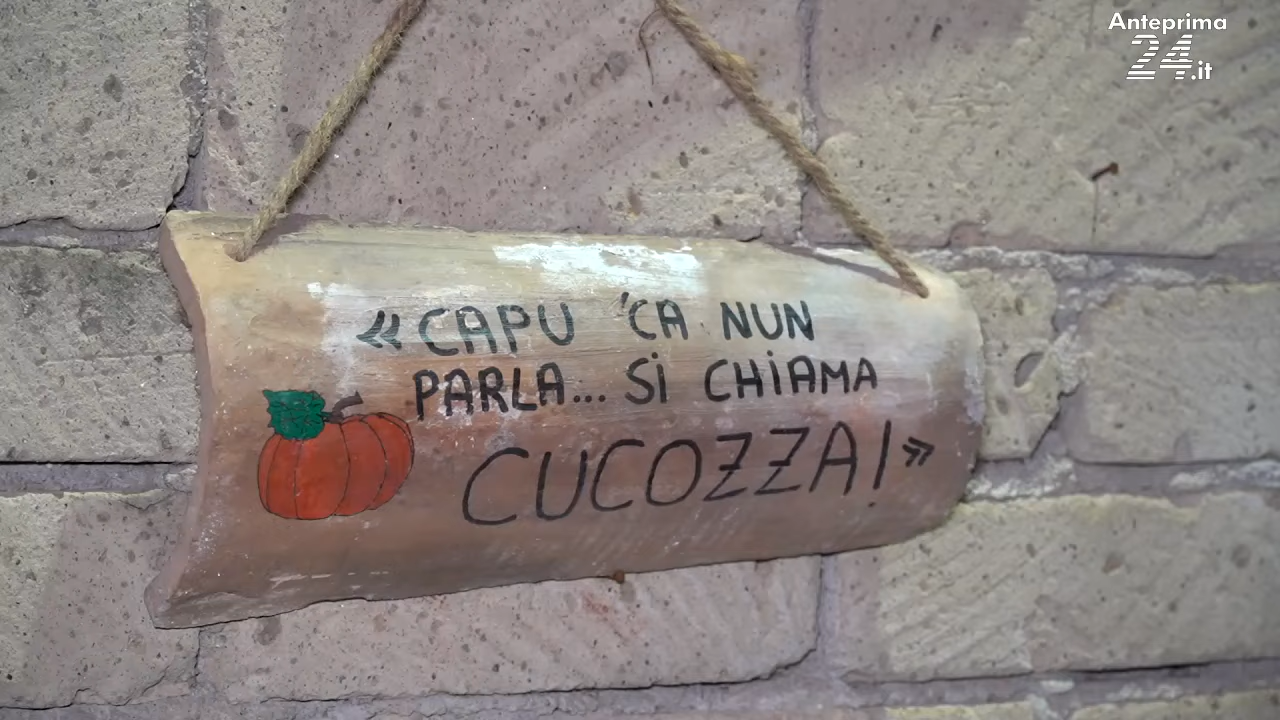 Anteprima
24.it
«CAPU 'CA NUN
PARLA... Si CHiAMA
CUCOZZA!»